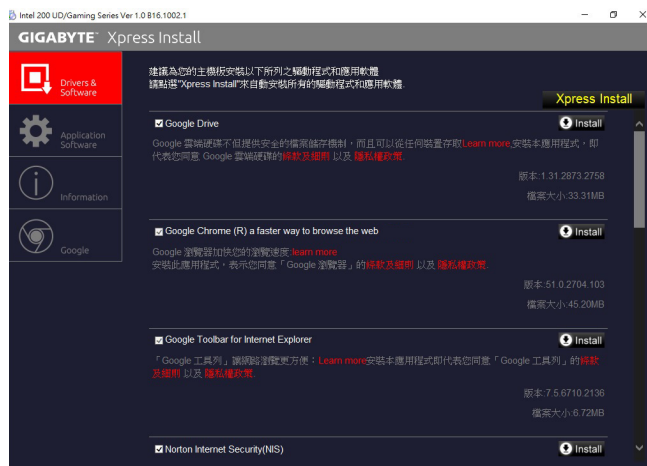 Intel 200 UD/Gaming Series Ver 1.0 B16.1002.1
GIGABYTE™ Xpress Install
Drivers &
Software
Application
Software
Information
Google
建議為您的主機板安裝以下所列之驅動程式和應用軟體
請點選"Xpress Install"來自動安裝所有的驅動程式和應用軟體.
Xpress Install
Google Drive
Install
Google 雲端硬碟不但提供安全的檔案儲存機制，而且可以從任何裝置存取Learn more,安裝本應用程式，即
代表您同意 Google 雲端硬碟的條款及細則 以及 隱私權政策.
版本:1.31.2873.2758
檔案大小:33.31MB
Google Chrome (R) a faster way to browse the web
Install
Google 瀏覽器加快您的瀏覽速度:learn more
安裝此應用程式，表示您同意「Google 瀏覽器」的條款及細則 以及 隱私權政策.
版本:51.0.2704.103
檔案大小:45.20MB
Google Toolbar for Internet Explorer
Install
「Google 工具列」讓網絡瀏覽更方便：Learn more安裝本應用程式即代表您同意「Google 工具列」的條款
及細則 以及 隱私權政策.
版本:7.5.6710.2136
檔案大小:6.72MB
Norton Internet Security(NIS)
Install